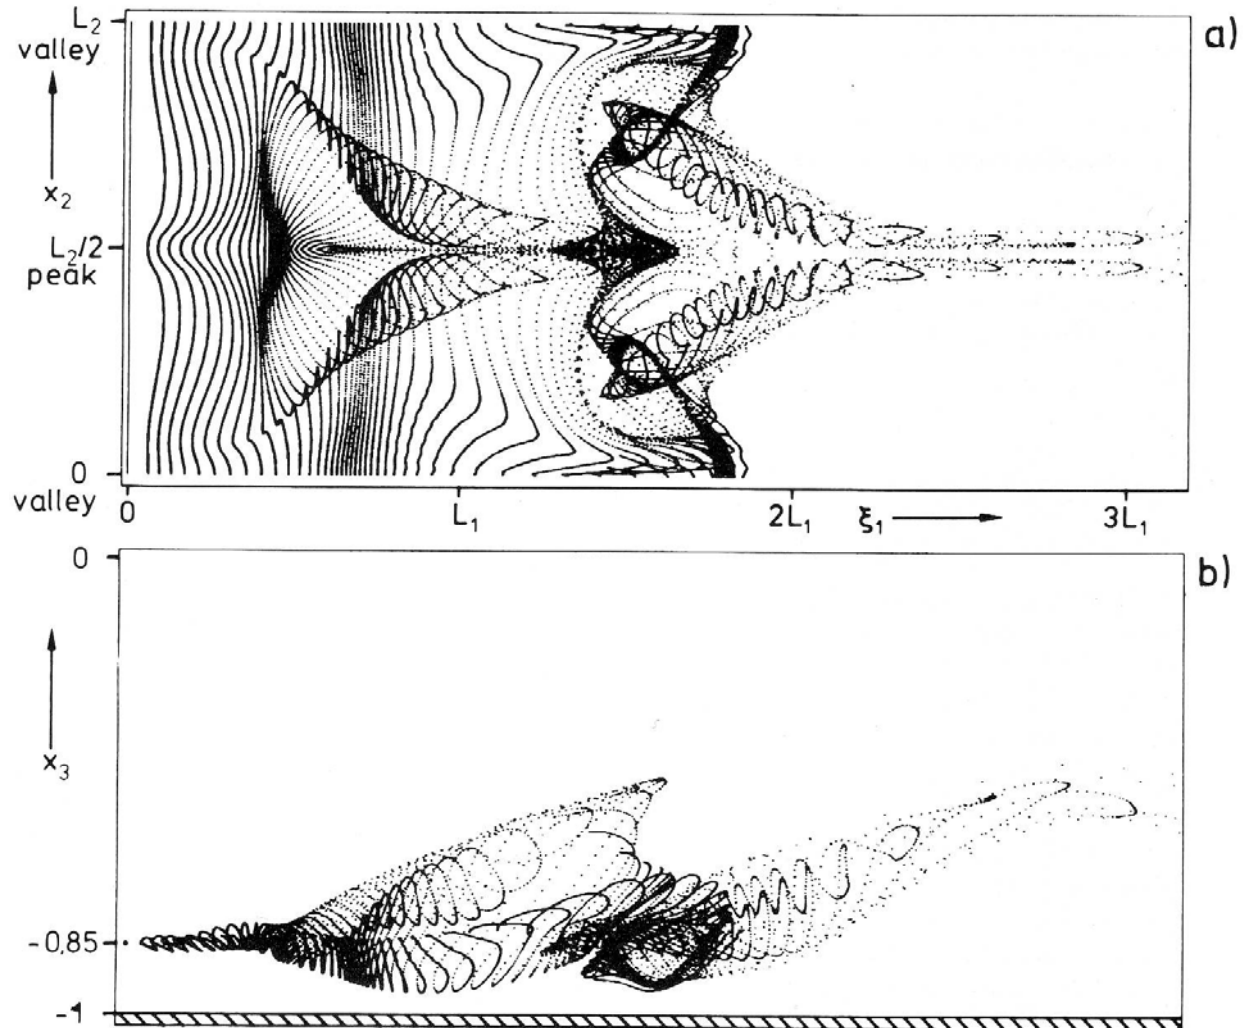 L₂
valley
a)
x₂
L₂/2
peak
0
valley
0
L₁
2L₁
ξ₁
3L₁
0
b)
x₃
-0.85
-1